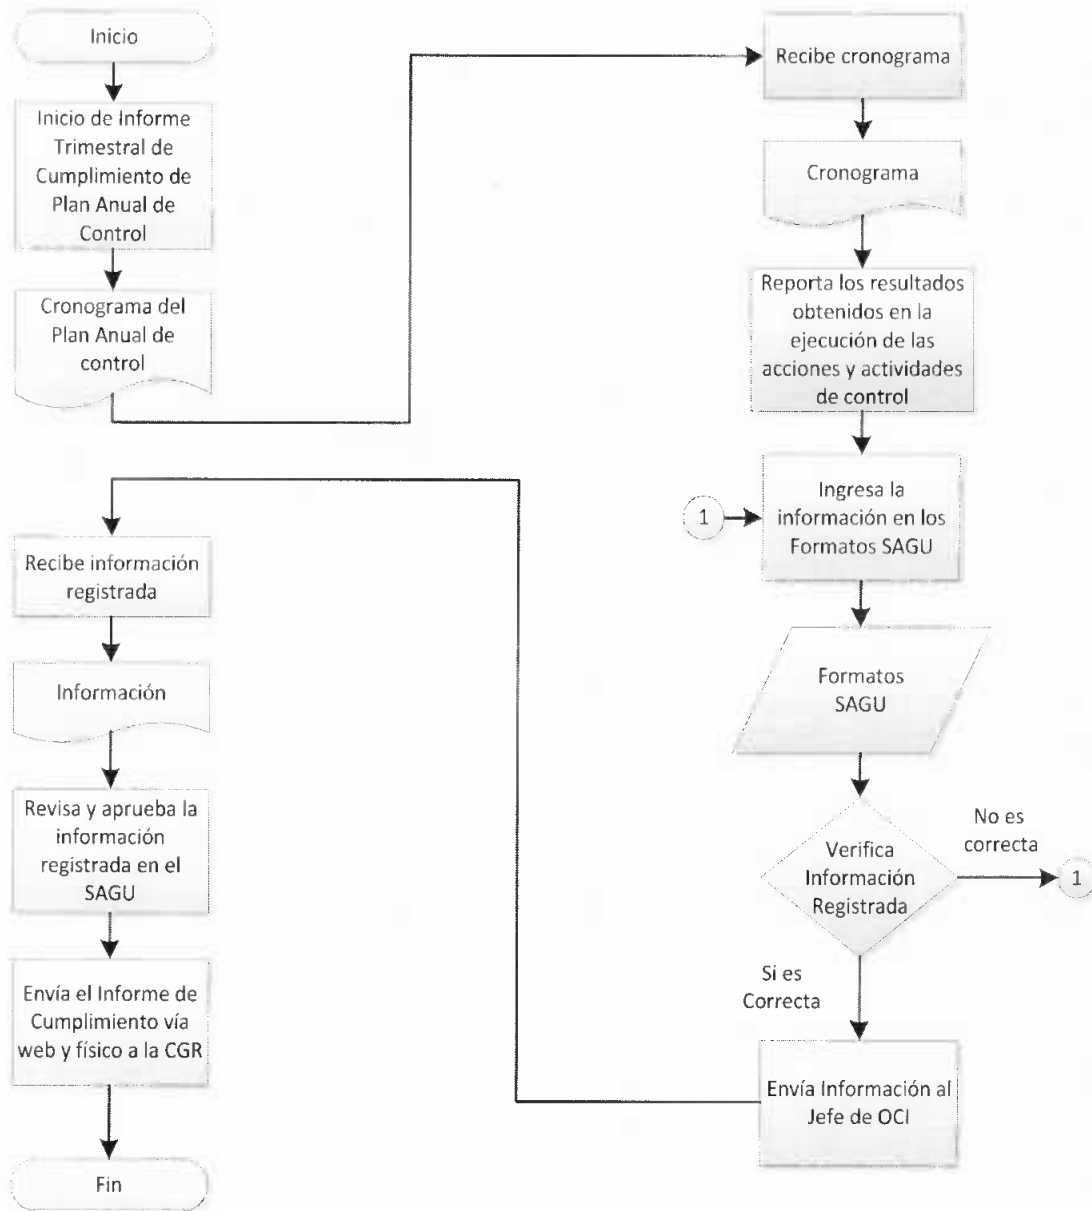 Inicio
Inicio de Informe
Trimestral de
Cumplimiento de
Plan Anual de
Control
Cronograma del
Plan Anual de
control
Recibe cronograma
Cronograma
Reporta los resultados
obtenidos en la
ejecución de las
acciones y actividades
de control
1
Ingresa la
información en los
Formatos SAGU
Formatos
SAGU
Verifica
Información
Registrada
No es
correcta
1
Si es
Correcta
Envía Información al
Jefe de OCI
Recibe información
registrada
Información
Revisa y aprueba la
información
registrada en el
SAGU
Envía el Informe de
Cumplimiento vía
web y físico a la CGR
Fin